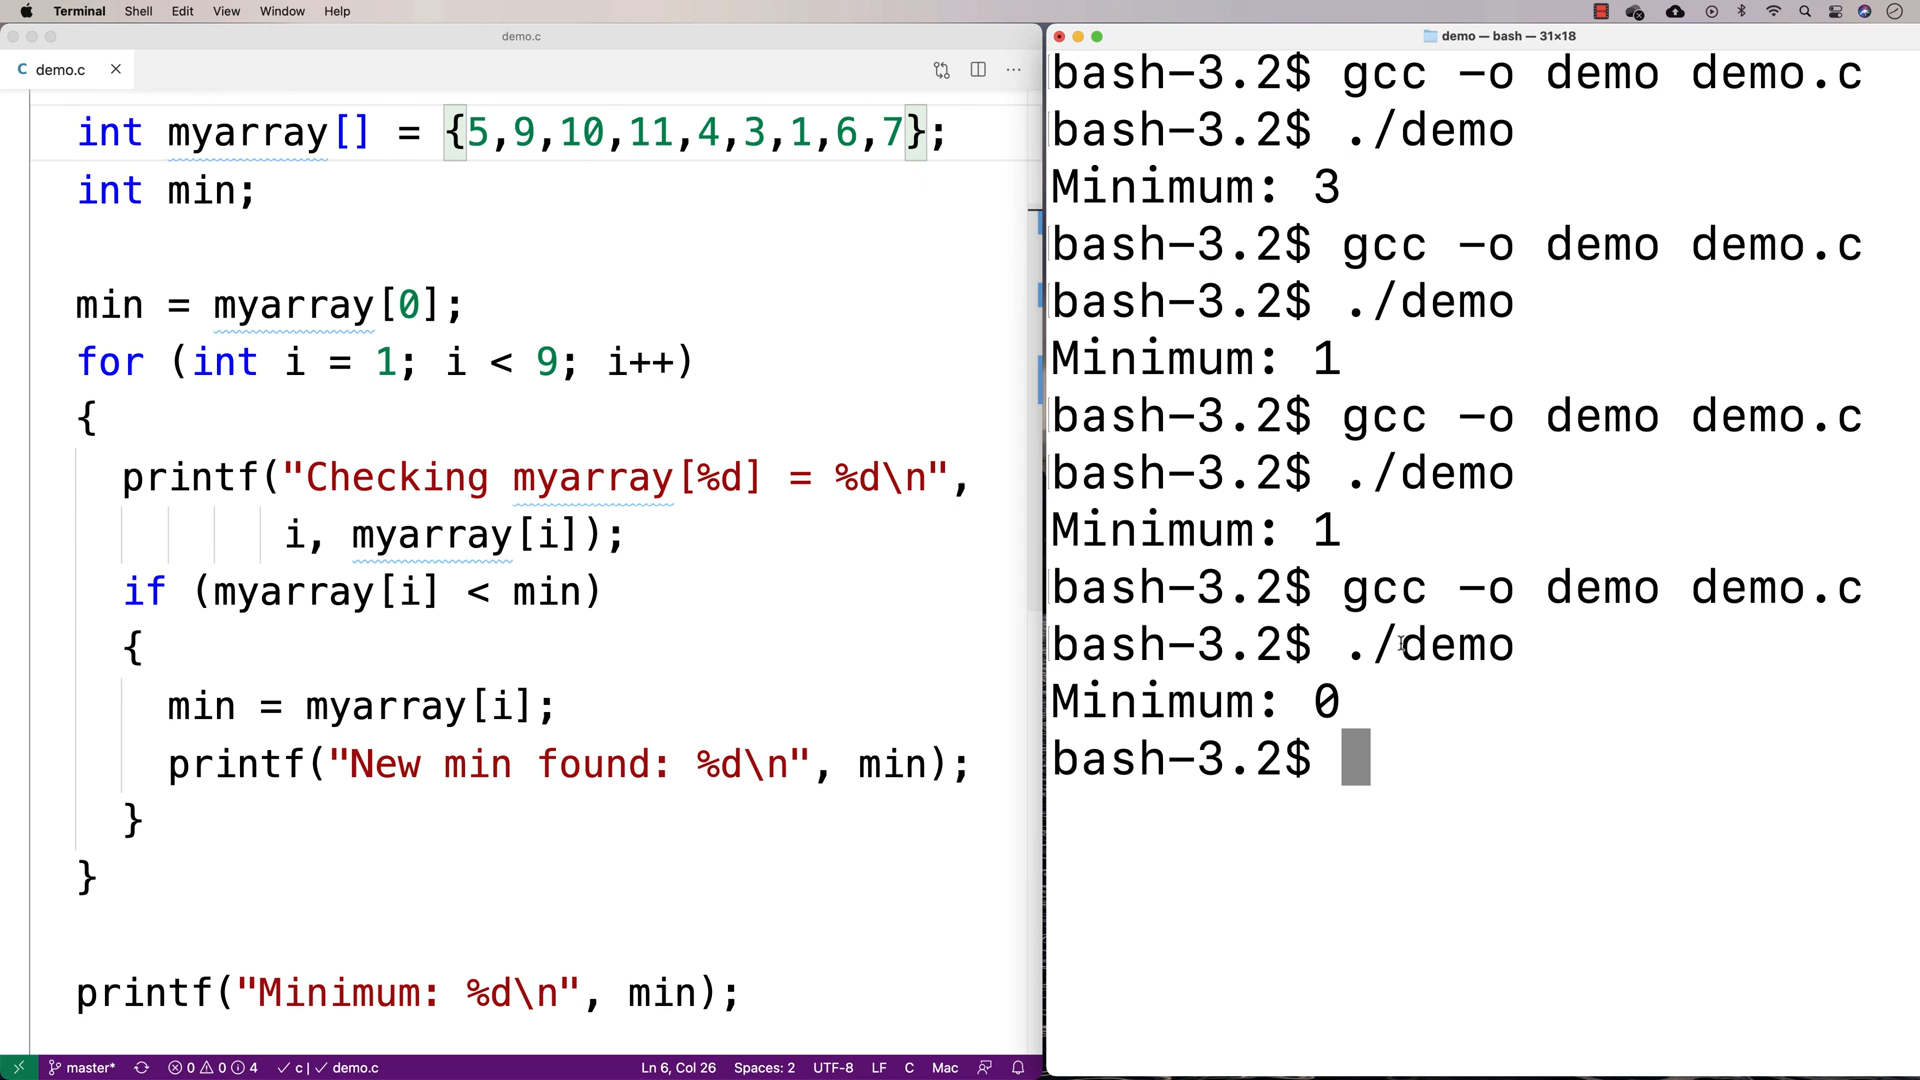 Terminal Shell Edit View Window Help
demo.c
demo — bash — 31×18
C demo.c
int myarray[] = {5,9,10,11,4,3,1,6,7};
int min;
min = myarray[0];
for (int i = 1; i < 9; i++)
{
printf("Checking myarray[%d] = %d\n",
i, myarray[i]);
if (myarray[i] < min)
{
min = myarray[i];
printf("New min found: %d\n", min);
}
}
printf("Minimum: %d\n", min);
bash-3.2$ gcc -o demo demo.c
bash-3.2$ ./demo
Minimum: 3
bash-3.2$ gcc -o demo demo.c
bash-3.2$ ./demo
Minimum: 1
bash-3.2$ gcc -o demo demo.c
bash-3.2$ ./demo
Minimum: 1
bash-3.2$ gcc -o demo demo.c
bash-3.2$ ./demo
Minimum: 0
bash-3.2$
master* 0 0 4 ✓ c | ✓ demo.c Ln 6, Col 26 Spaces: 2 UTF-8 LF C Mac